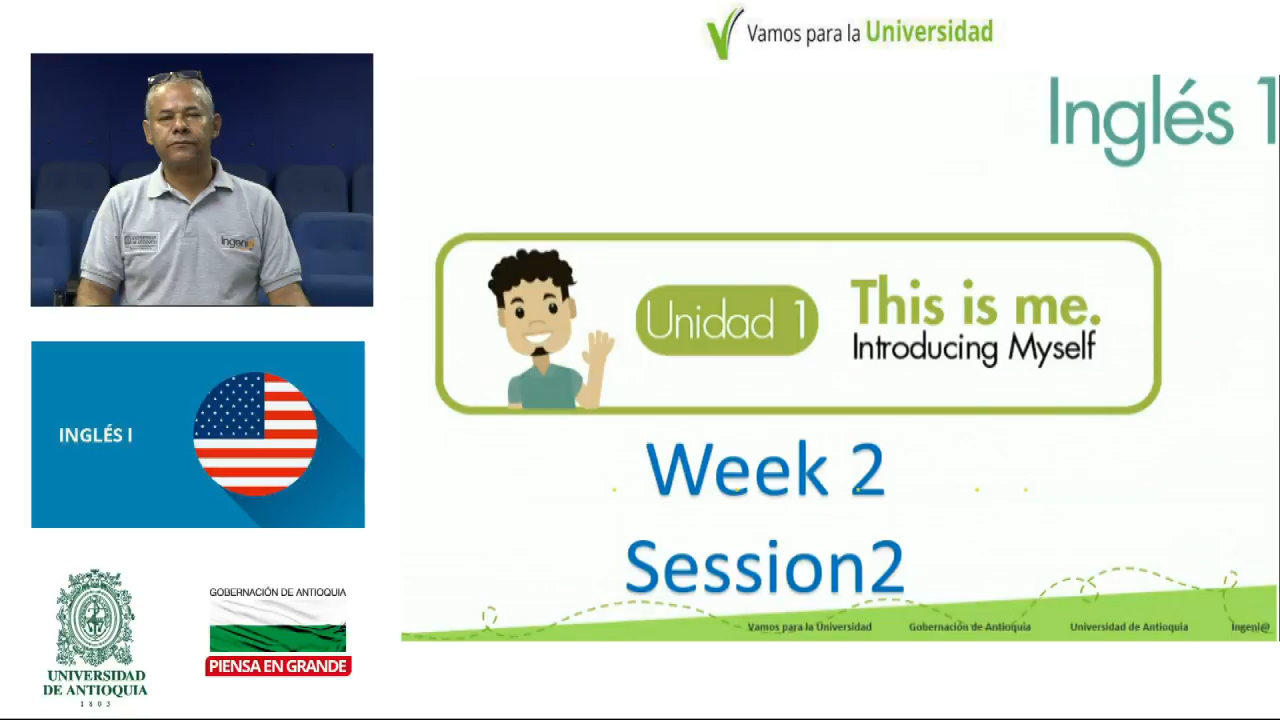 Vamos para la Universidad
Inglés 1
Ingeni@
Unidad 1
This is me.
Introducing Myself
INGLÉS I
Week 2
Session2
GOBERNACIÓN DE ANTIOQUIA
PIENSA EN GRANDE
UNIVERSIDAD
DE ANTIOQUIA
1803
Vamos para la Universidad
Gobernación de Antioquia
Universidad de Antioquia
Ingeni@